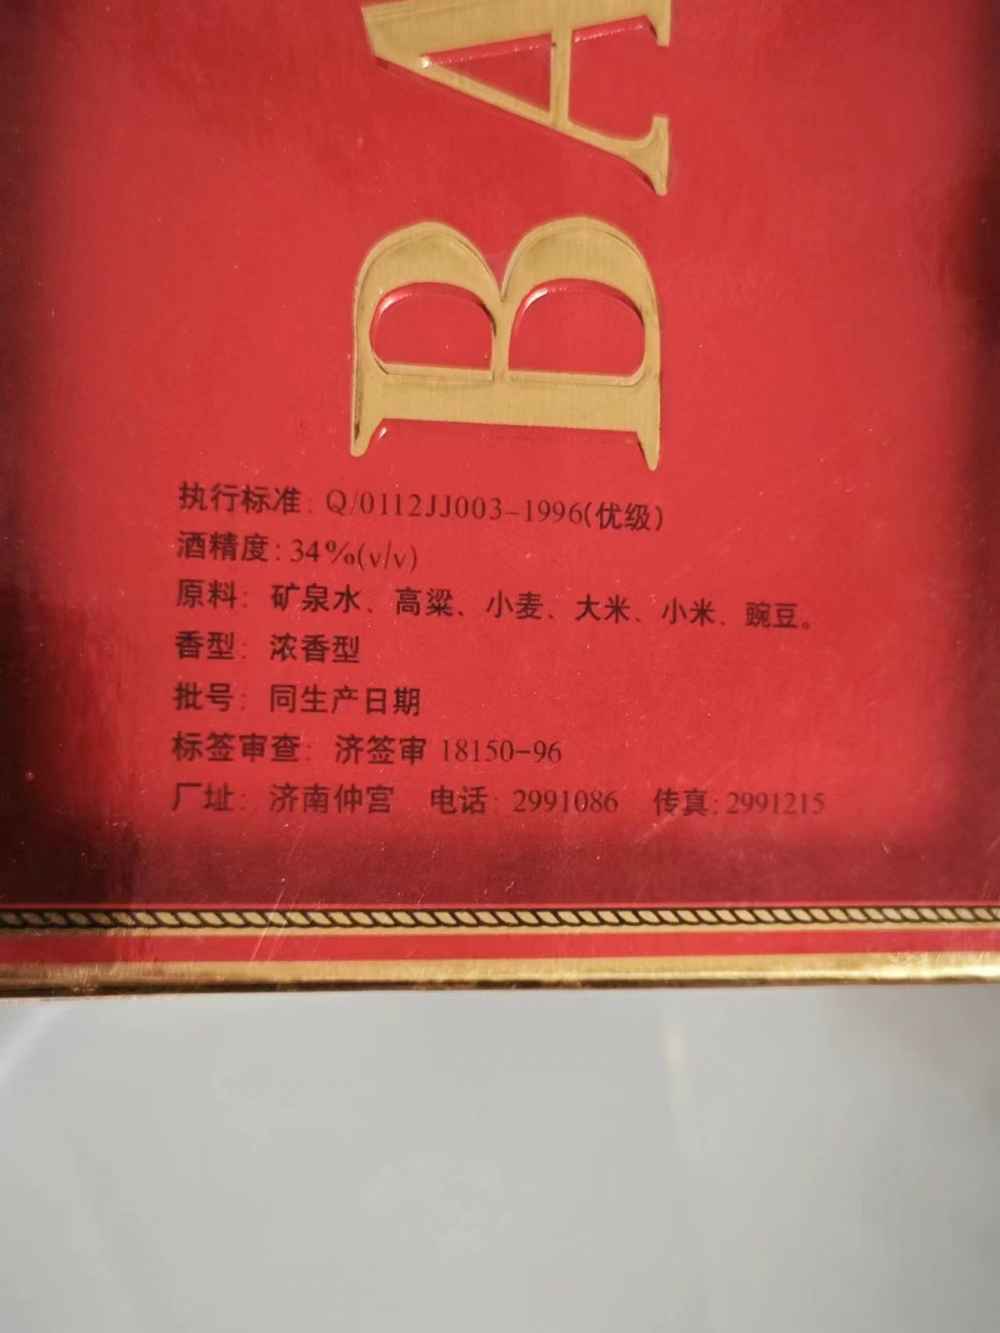 BA
执行标准: Q/0112JJ003-1996(优级)
酒精度: 34%(v/v)
原料: 矿泉水、高粱、小麦、大米、小米、豌豆。
香型: 浓香型
批号: 同生产日期
标签审查: 济签审 18150-96
厂址: 济南仲宫 电话: 2991086 传真: 2991215